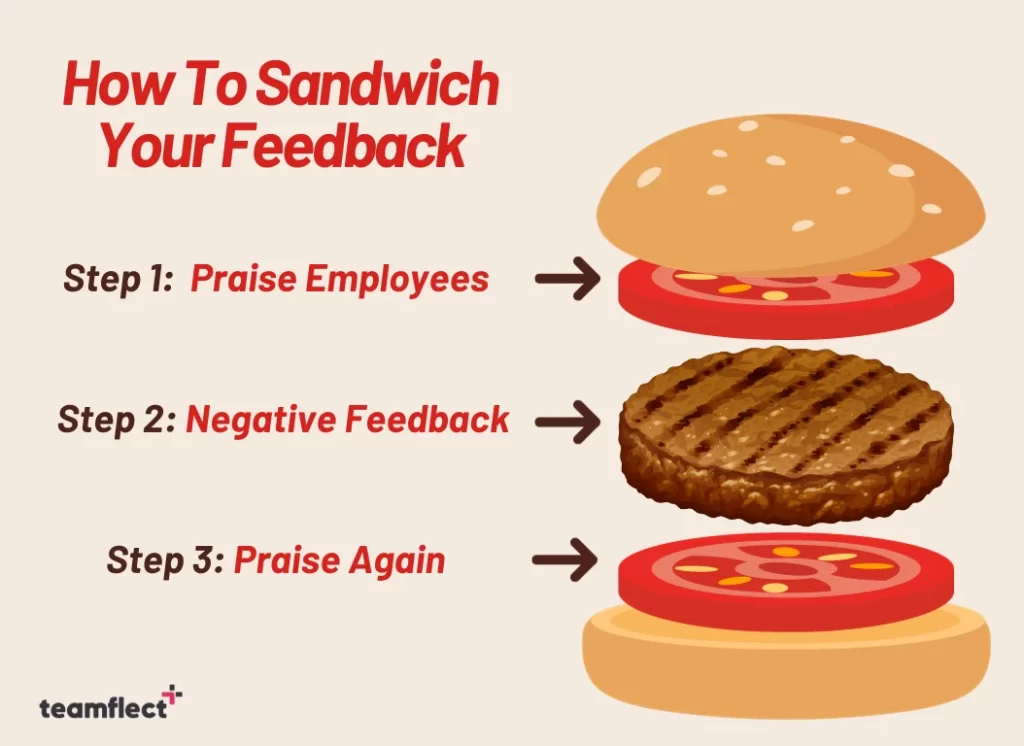 How To Sandwich
Your Feedback
Step 1: Praise Employees
Step 2: Negative Feedback
Step 3: Praise Again
teamflect